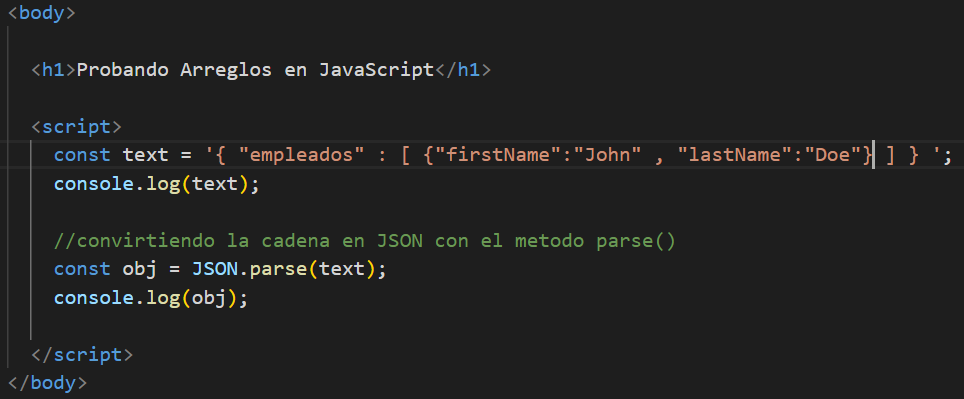 <body>
<h1>Probando Arreglos en JavaScript</h1>
<script>
const text = '{ "empleados" : [ {"firstName":"John" , "lastName":"Doe"} ] } ';
console.log(text);
//convirtiendo la cadena en JSON con el metodo parse()
const obj = JSON.parse(text);
console.log(obj);
</script>
</body>